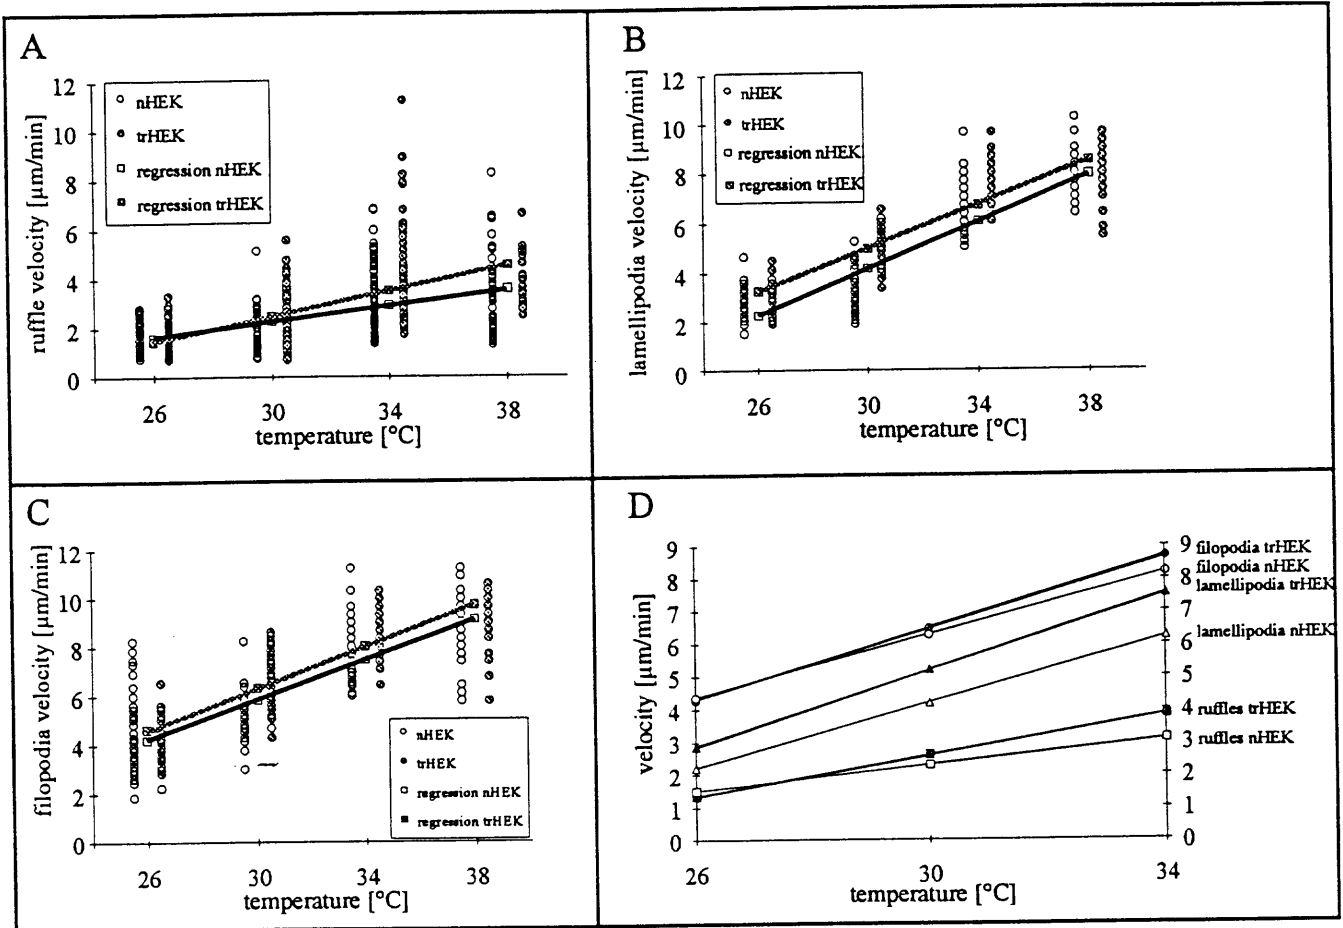 A
ruffle velocity [µm/min]
12
10
8
6
4
2
0
nHEK
trHEK
regression nHEK
regression trHEK
26 30 34 38
temperature [°C]
B
lamellipodia velocity [µm/min]
12
10
8
6
4
2
0
nHEK
trHEK
regression nHEK
regression trHEK
26 30 34 38
temperature [°C]
C
filopodia velocity [µm/min]
12
10
8
6
4
2
0
nHEK
trHEK
regression nHEK
regression trHEK
26 30 34 38
temperature [°C]
D
velocity [µm/min]
9
8
7
6
5
4
3
2
1
0
9 filopodia trHEK
filopodia nHEK
8
lamellipodia trHEK
7
lamellipodia nHEK
6
5
4 ruffles trHEK
3 ruffles nHEK
2
1
0
26 30 34
temperature [°C]